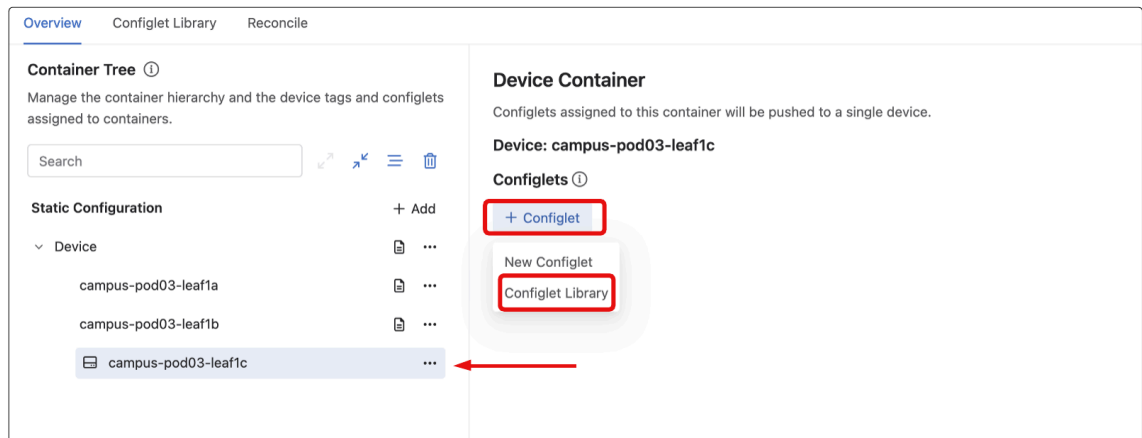 Overview Configlet Library Reconcile
Container Tree
Manage the container hierarchy and the device tags and configlets
assigned to containers.
Search
Static Configuration + Add
Device
campus-pod03-leaf1a
campus-pod03-leaf1b
campus-pod03-leaf1c
Device Container
Configlets assigned to this container will be pushed to a single device.
Device: campus-pod03-leaf1c
Configlets
+ Configlet
New Configlet
Configlet Library